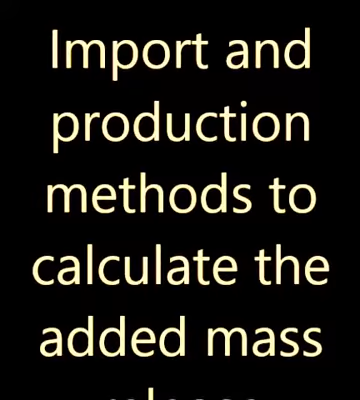 Import and
production
methods to
calculate the
added mass